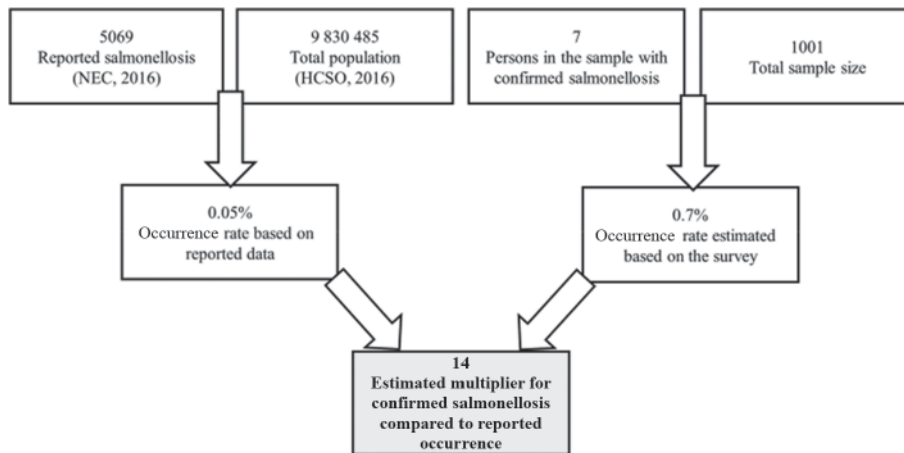 5069
Reported salmonellosis
(NEC, 2016)
9 830 485
Total population
(HCSO, 2016)
7
Persons in the sample with
confirmed salmonellosis
1001
Total sample size
0.05%
Occurrence rate based on
reported data
0.7%
Occurrence rate estimated
based on the survey
14
Estimated multiplier for
confirmed salmonellosis
compared to reported
occurrence